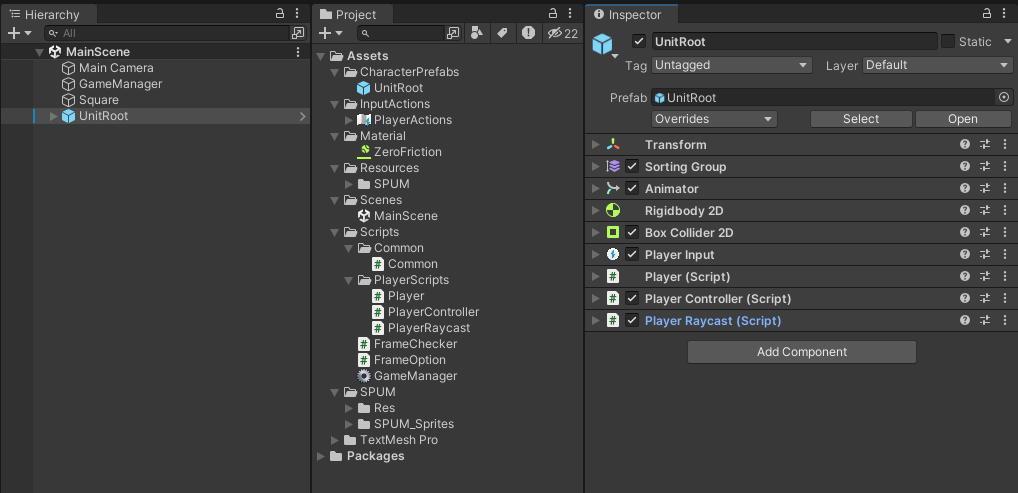 Hierarchy
All
MainScene
Main Camera
GameManager
Square
UnitRoot
Project
22
Assets
CharacterPrefabs
UnitRoot
InputActions
PlayerActions
Material
ZeroFriction
Resources
SPUM
Scenes
MainScene
Scripts
Common
Common
PlayerScripts
Player
PlayerController
PlayerRaycast
FrameChecker
FrameOption
GameManager
SPUM
Res
SPUM_Sprites
TextMesh Pro
Packages
Inspector
UnitRoot Static
Tag Untagged Layer Default
Prefab UnitRoot
Overrides Select Open
Transform
Sorting Group
Animator
Rigidbody 2D
Box Collider 2D
Player Input
Player (Script)
Player Controller (Script)
Player Raycast (Script)
Add Component